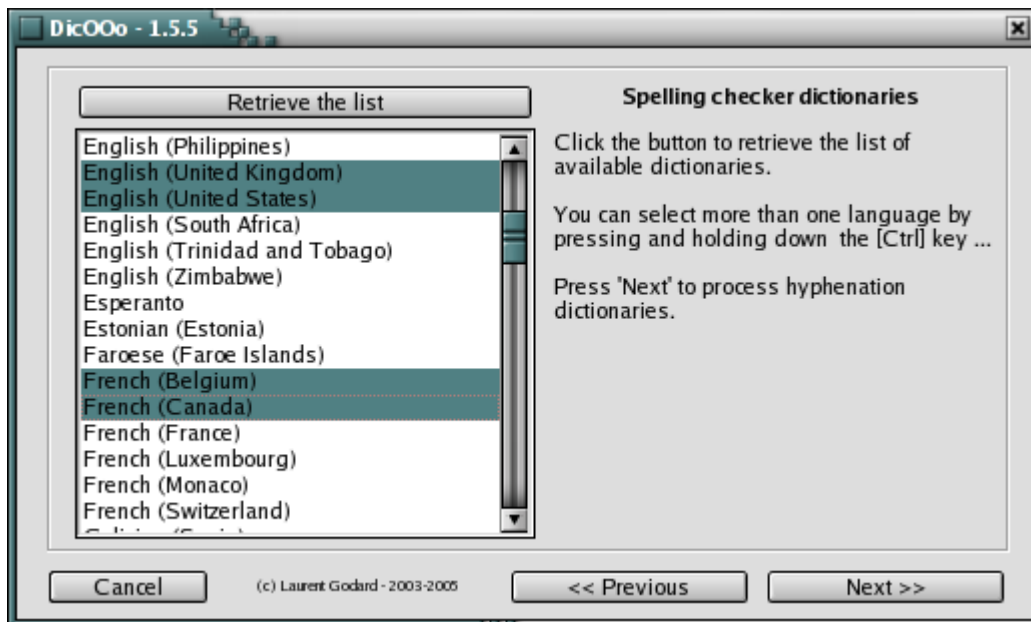 DicOOo - 1.5.5
Retrieve the list
English (Philippines)
English (United Kingdom)
English (United States)
English (South Africa)
English (Trinidad and Tobago)
English (Zimbabwe)
Esperanto
Estonian (Estonia)
Faroese (Faroe Islands)
French (Belgium)
French (Canada)
French (France)
French (Luxembourg)
French (Monaco)
French (Switzerland)
Spelling checker dictionaries
Click the button to retrieve the list of
available dictionaries.
You can select more than one language by
pressing and holding down the [Ctrl] key ...
Press 'Next' to process hyphenation
dictionaries.
Cancel
(c) Laurent Godard - 2003-2005
<< Previous
Next >>